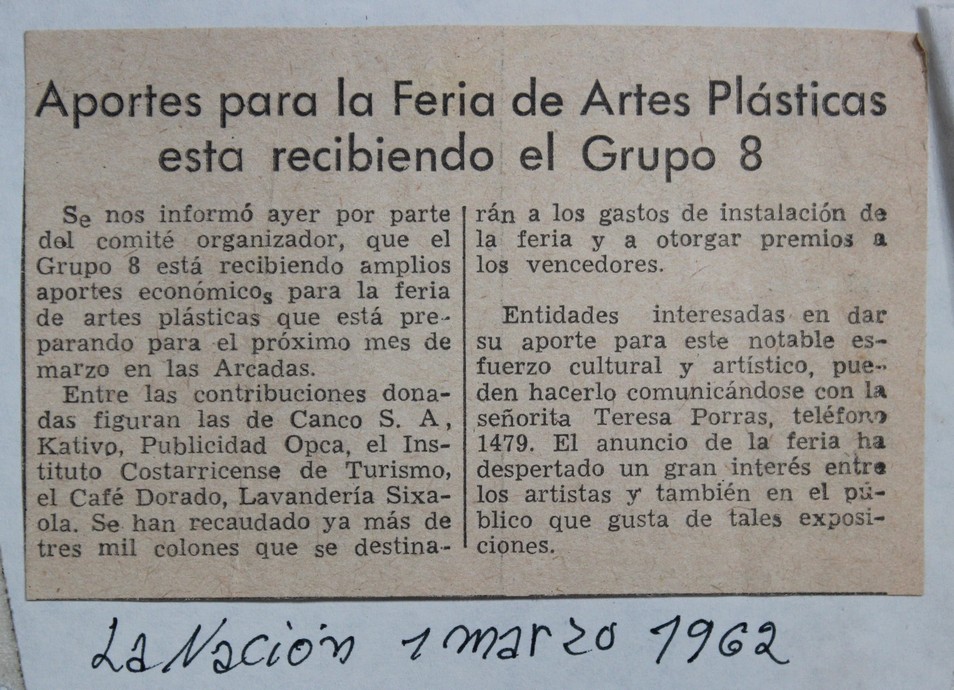 Aportes para la Feria de Artes Plásticas
esta recibiendo el Grupo 8
Se nos informó ayer por parte
del comité organizador, que el
Grupo 8 está recibiendo amplios
aportes económicos para la feria
de artes plásticas que está pre-
parando para el próximo mes de
marzo en las Arcadas.
Entre las contribuciones dona-
das figuran las de Canco S. A,
Kativo, Publicidad Opca, el Ins-
tituto Costarricense de Turismo,
el Café Dorado, Lavandería Sixa-
ola. Se han recaudado ya más de
tres mil colones que se destina-
rán a los gastos de instalación de
la feria y a otorgar premios a
los vencedores.
Entidades interesadas en dar
su aporte para este notable es-
fuerzo cultural y artístico, pue-
den hacerlo comunicándose con la
señorita Teresa Porras, teléfono
1479. El anuncio de la feria ha
despertado un gran interés entre
los artistas y también en el pú-
blico que gusta de tales exposi-
ciones.
La Nación 1 marzo 1962